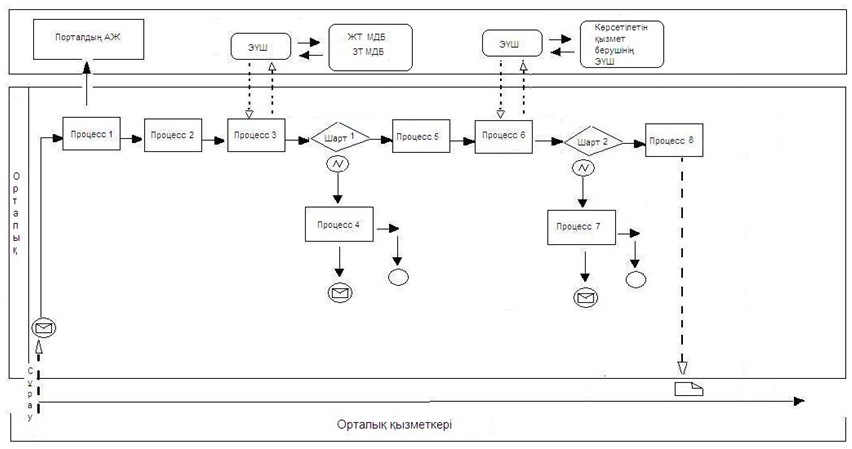 Порталдың АЖ
ЭҮШ
ЖТ МДБ
ЗТ МДБ
ЭҮШ
Көрсетілетін
қызмет
берушінің
ЭҮШ
Орталық
Процесс 1
Процесс 2
Процесс 3
Шарт 1
Процесс 5
Процесс 6
Шарт 2
Процесс 8
Процесс 4
Процесс 7
Сұрау
Орталық қызметкері